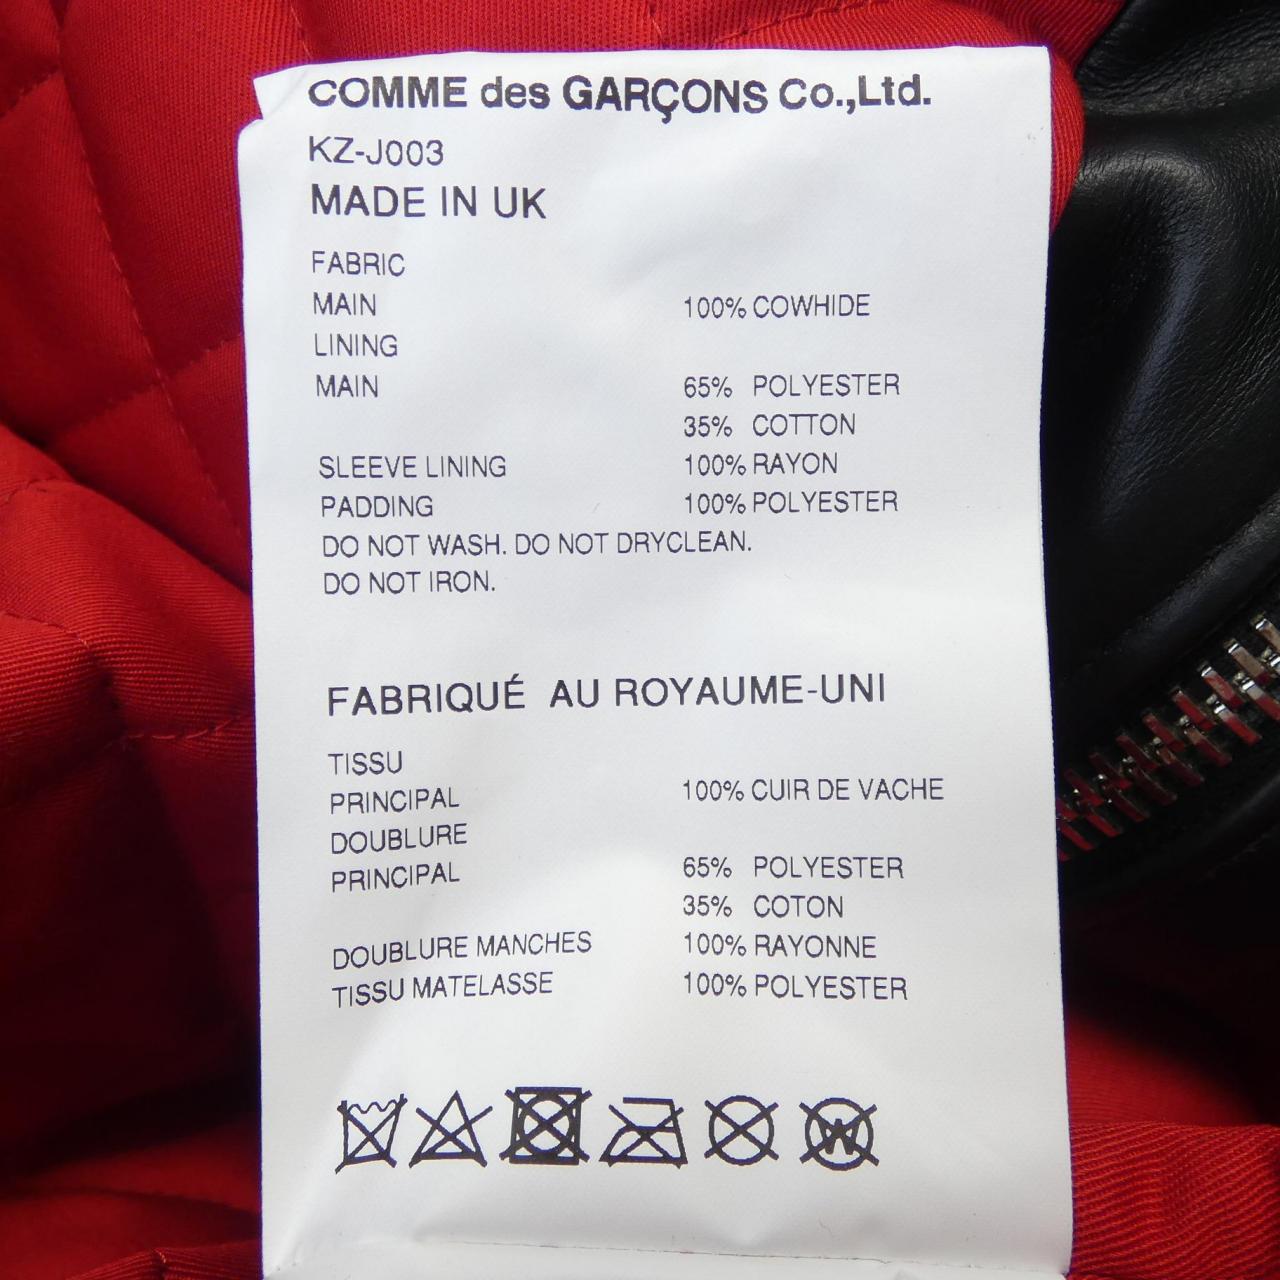 COMME des GARÇONS Co.,Ltd.
KZ-J003
MADE IN UK
FABRIC
MAIN 100% COWHIDE
LINING
MAIN 65% POLYESTER
35% COTTON
SLEEVE LINING 100% RAYON
PADDING 100% POLYESTER
DO NOT WASH. DO NOT DRYCLEAN.
DO NOT IRON.
FABRIQUÉ AU ROYAUME-UNI
TISSU
PRINCIPAL 100% CUIR DE VACHE
DOUBLURE
PRINCIPAL 65% POLYESTER
35% COTON
DOUBLURE MANCHES 100% RAYONNE
TISSU MATELASSE 100% POLYESTER
W